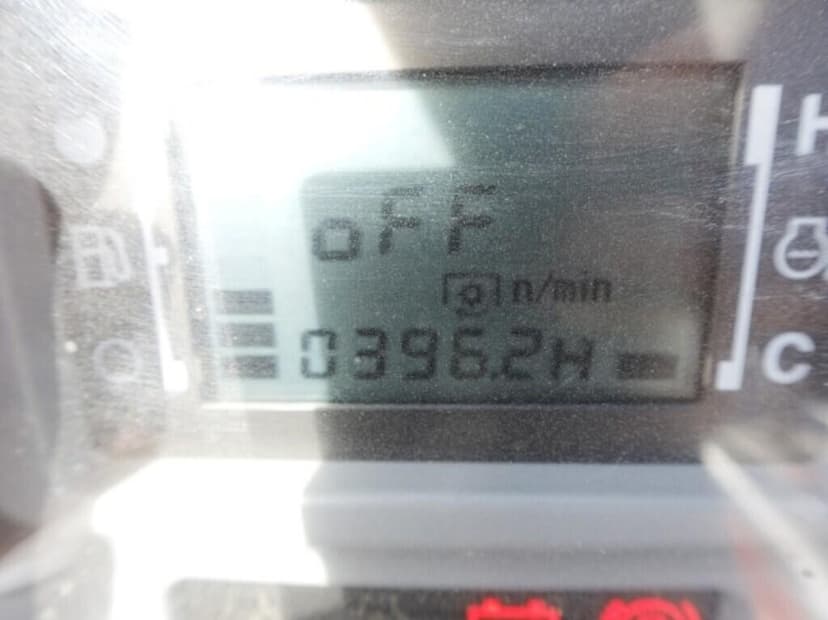 H
oFF
n/min
0396.2H
C